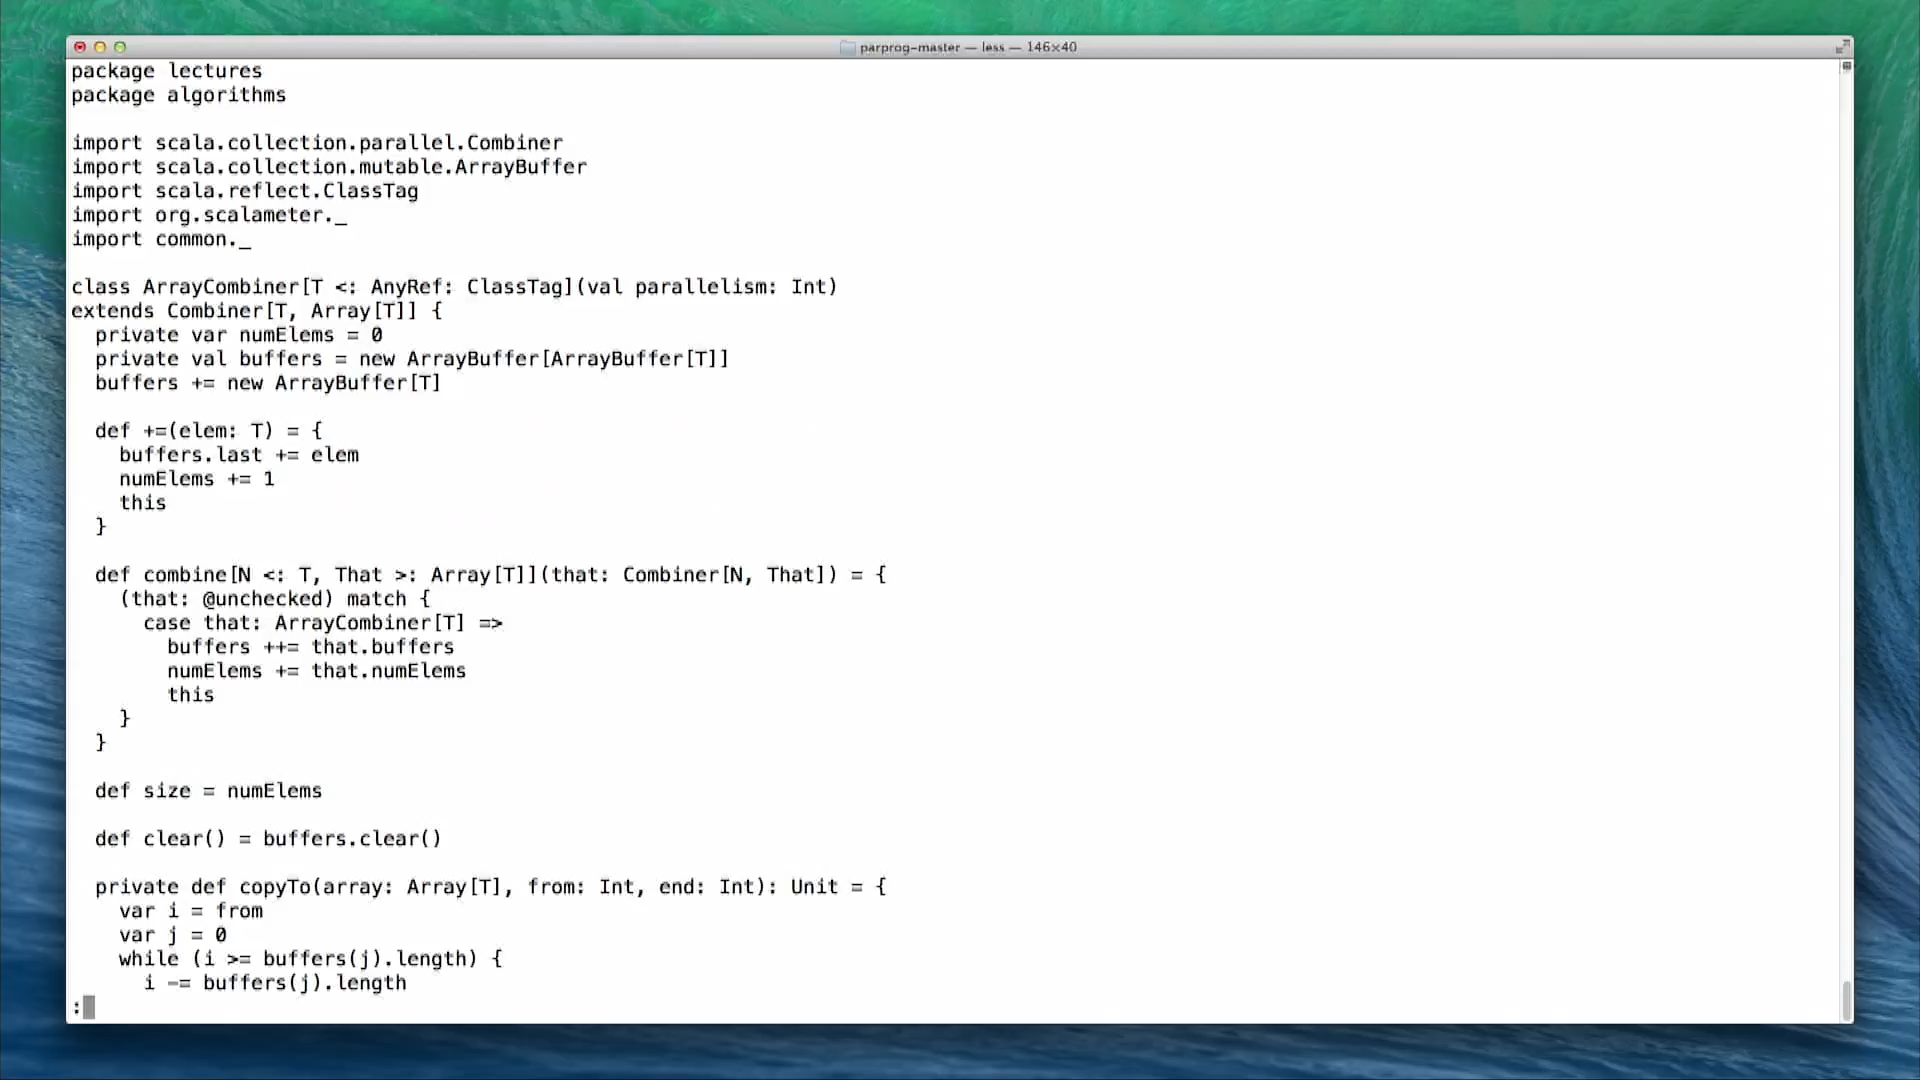 parprog-master — less — 146×40
package lectures
package algorithms

import scala.collection.parallel.Combiner
import scala.collection.mutable.ArrayBuffer
import scala.reflect.ClassTag
import org.scalameter._
import common._

class ArrayCombiner[T <: AnyRef: ClassTag](val parallelism: Int)
extends Combiner[T, Array[T]] {
  private var numElems = 0
  private val buffers = new ArrayBuffer[ArrayBuffer[T]]
  buffers += new ArrayBuffer[T]

  def +=(elem: T) = {
    buffers.last += elem
    numElems += 1
    this
  }

  def combine[N <: T, That >: Array[T]](that: Combiner[N, That]) = {
    (that: @unchecked) match {
      case that: ArrayCombiner[T] =>
        buffers ++= that.buffers
        numElems += that.numElems
        this
    }
  }

  def size = numElems

  def clear() = buffers.clear()

  private def copyTo(array: Array[T], from: Int, end: Int): Unit = {
    var i = from
    var j = 0
    while (i >= buffers(j).length) {
      i -= buffers(j).length
: